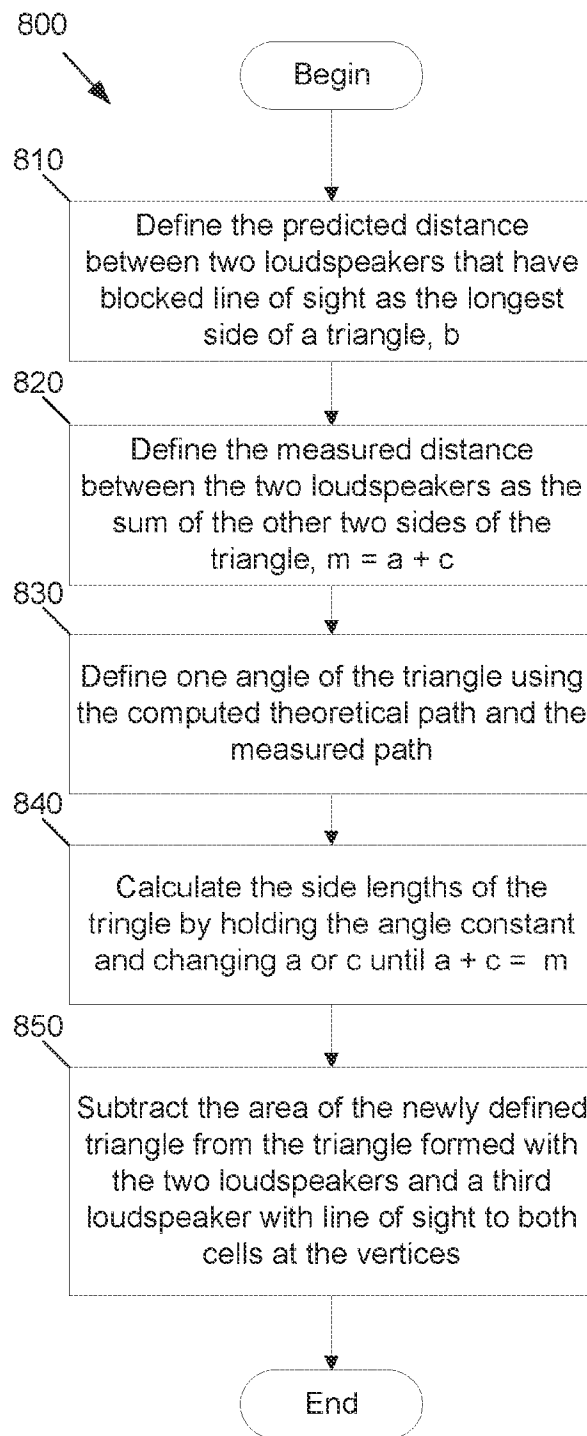 800
Begin
810
Define the predicted distance
between two loudspeakers that have
blocked line of sight as the longest
side of a triangle, b
820
Define the measured distance
between the two loudspeakers as the
sum of the other two sides of the
triangle, m = a + c
830
Define one angle of the triangle using
the computed theoretical path and the
measured path
840
Calculate the side lengths of the
tringle by holding the angle constant
and changing a or c until a + c = m
850
Subtract the area of the newly defined
triangle from the triangle formed with
the two loudspeakers and a third
loudspeaker with line of sight to both
cells at the vertices
End